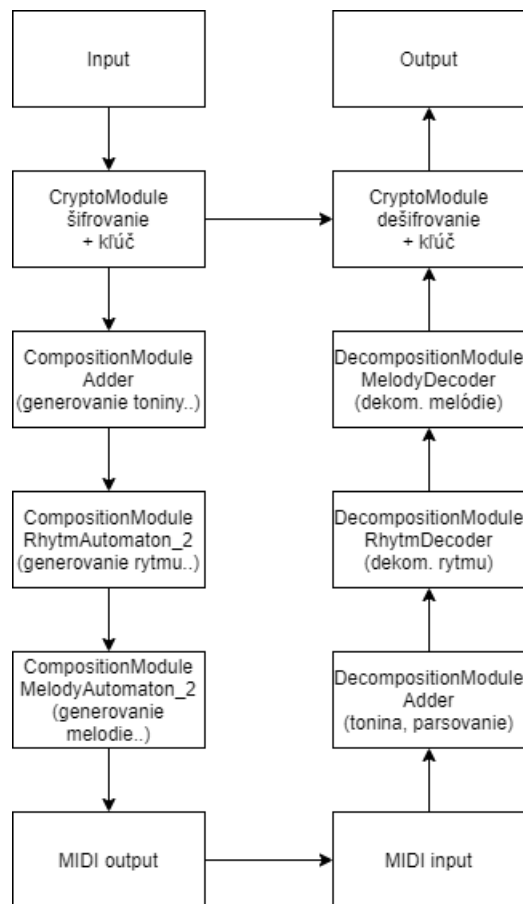 Input
Output
CryptoModule
šifrovanie
+ kľúč
CryptoModule
dešifrovanie
+ kľúč
CompositionModule
Adder
(generovanie toniny..)
DecompositionModule
MelodyDecoder
(dekom. melódie)
CompositionModule
RhytmAutomaton_2
(generovanie rytmu..)
DecompositionModule
RhytmDecoder
(dekom. rytmu)
CompositionModule
MelodyAutomaton_2
(generovanie
melodie..)
DecompositionModule
Adder
(tonina, parsovanie)
MIDI output
MIDI input